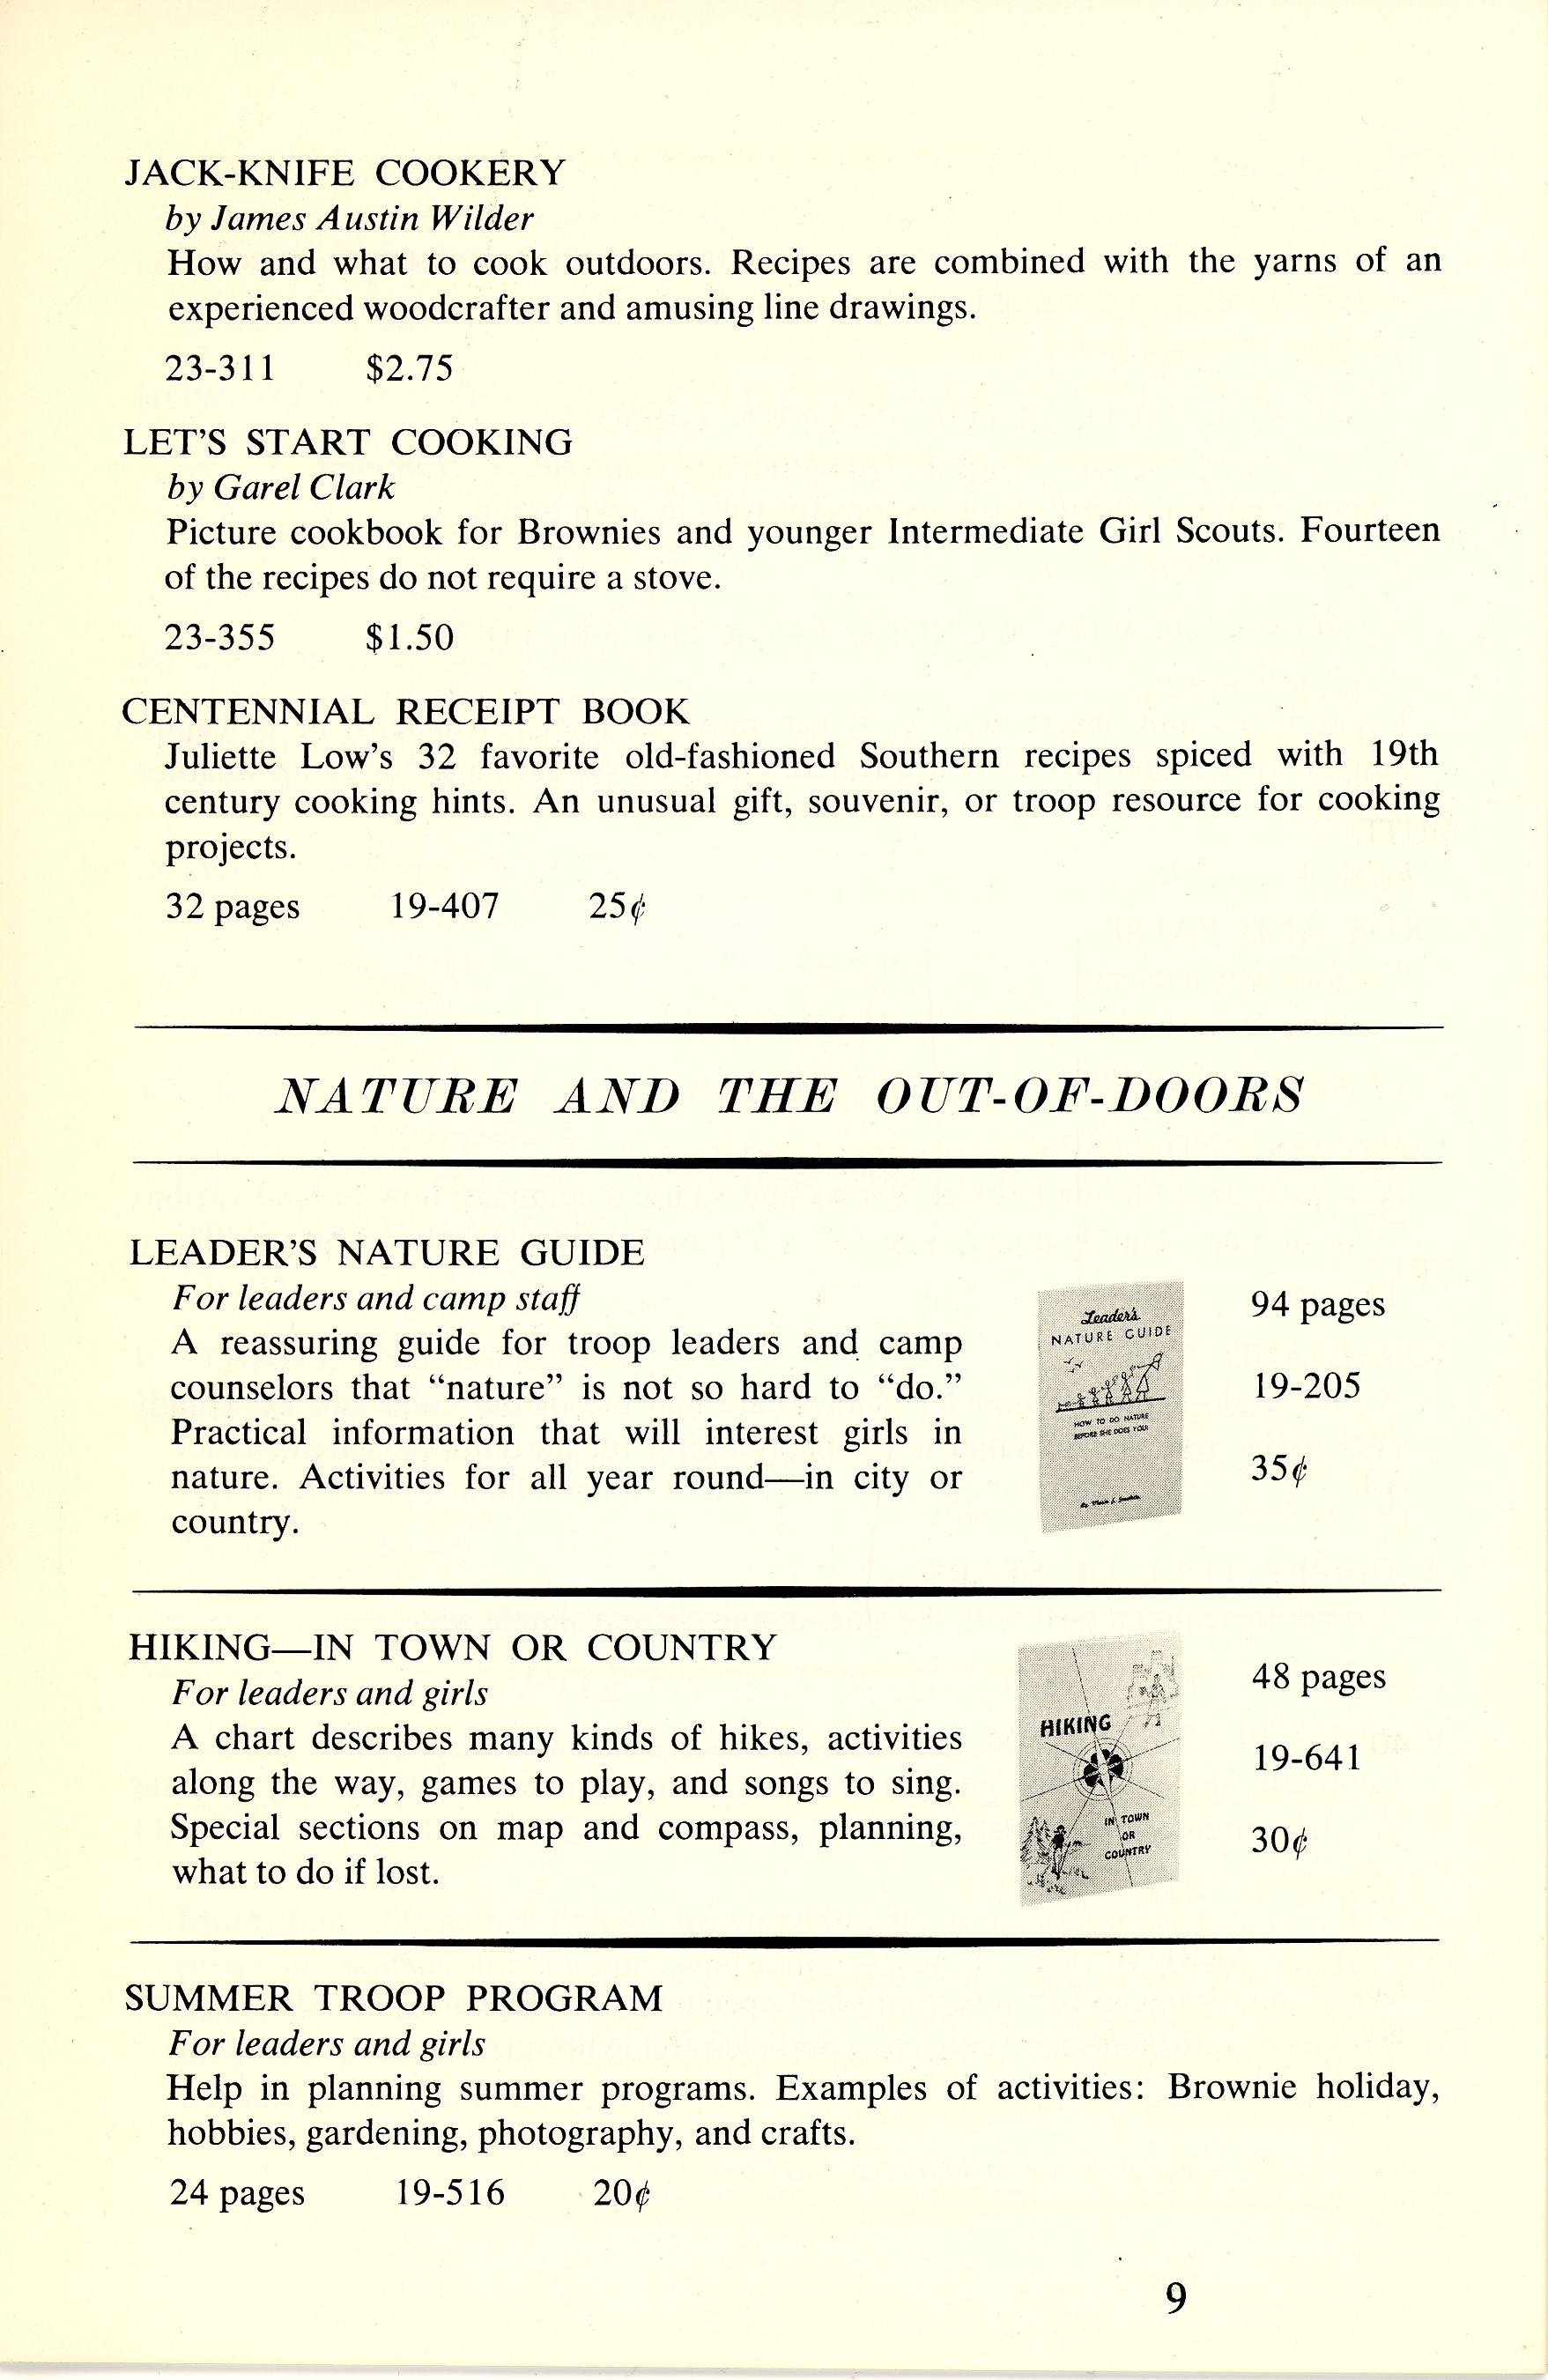 JACK-KNIFE COOKERY
by James Austin Wilder
How and what to cook outdoors. Recipes are combined with the yarns of an
experienced woodcrafter and amusing line drawings.
23-311 $2.75
LET'S START COOKING
by Garel Clark
Picture cookbook for Brownies and younger Intermediate Girl Scouts. Fourteen
of the recipes do not require a stove.
23-355 $1.50
CENTENNIAL RECEIPT BOOK
Juliette Low's 32 favorite old-fashioned Southern recipes spiced with 19th
century cooking hints. An unusual gift, souvenir, or troop resource for cooking
projects.
32 pages 19-407 25¢
NATURE AND THE OUT-OF-DOORS
LEADER'S NATURE GUIDE
For leaders and camp staff
A reassuring guide for troop leaders and camp
counselors that “nature” is not so hard to “do.”
Practical information that will interest girls in
nature. Activities for all year round—in city or
country.
Leader's
NATURE GUIDE
HOW TO DO NATURE
BEFORE SHE DOES YOU!
94 pages
19-205
35¢
HIKING—IN TOWN OR COUNTRY
For leaders and girls
A chart describes many kinds of hikes, activities
along the way, games to play, and songs to sing.
Special sections on map and compass, planning,
what to do if lost.
HIKING
IN TOWN
OR
COUNTRY
48 pages
19-641
30¢
SUMMER TROOP PROGRAM
For leaders and girls
Help in planning summer programs. Examples of activities: Brownie holiday,
hobbies, gardening, photography, and crafts.
24 pages 19-516 20¢
9